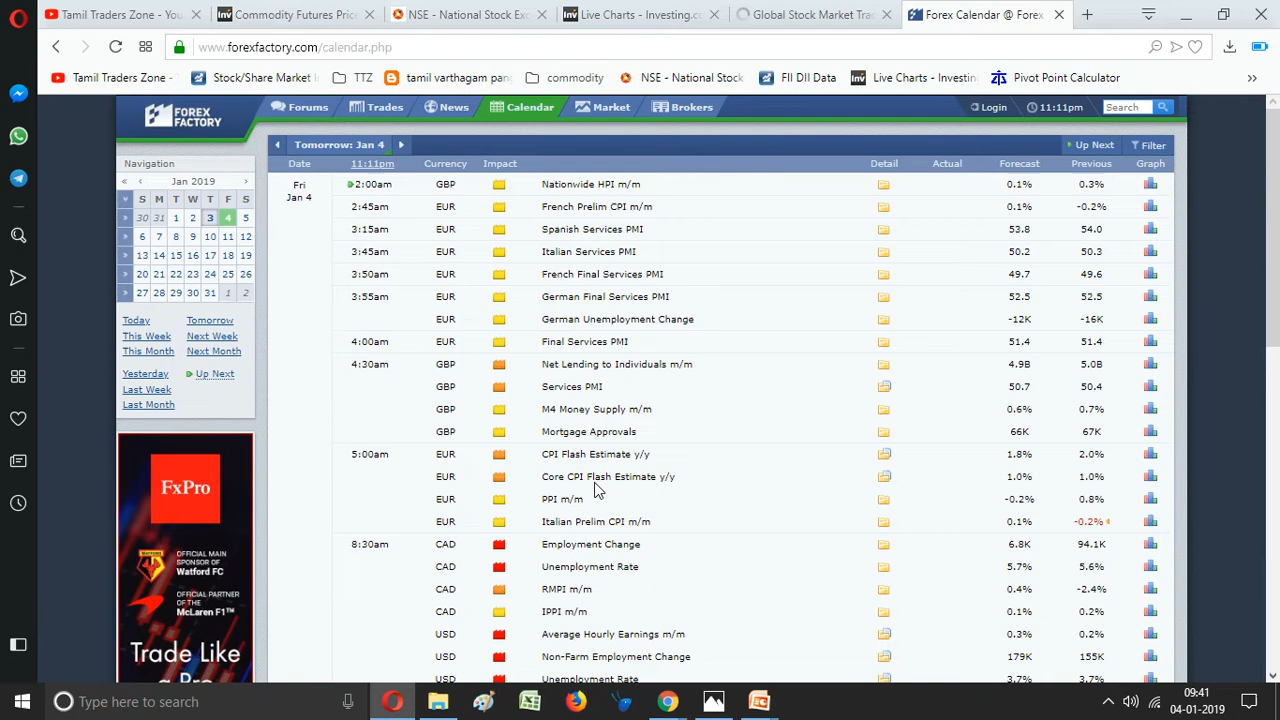 Tamil Traders Zone - You
Commodity Futures Price
NSE - National Stock Exc
Live Charts - Investing.co
Global Stock Market Trad
Forex Calendar @ Forex
www.forexfactory.com/calendar.php
Tamil Traders Zone -
Stock/Share Market In
TTZ
tamil varthagam pan
commodity
NSE - National Stock
FII DII Data
Live Charts - Investin
Pivot Point Calculator
FOREX FACTORY
Forums
Trades
News
Calendar
Market
Brokers
Login
11:11pm
Search
Navigation
Jan 2019
S M T W T F S
30 31 1 2 3 4 5
6 7 8 9 10 11 12
13 14 15 16 17 18 19
20 21 22 23 24 25 26
27 28 29 30 31 1 2
Today Tomorrow
This Week Next Week
This Month Next Month
Yesterday Up Next
Last Week
Last Month
FxPro
OFFICIAL MAIN
SPONSOR OF
WATFORD FC
OFFICIAL PARTNER
OF THE
McLAREN F1™
Trade Like
a Pro
Tomorrow: Jan 4
Up Next
Filter
Date 11:11pm Currency Impact Detail Actual Forecast Previous Graph
Fri
Jan 4
2:00am GBP Nationwide HPI m/m 0.1% 0.3%
2:45am EUR French Prelim CPI m/m 0.1% -0.2%
3:15am EUR Spanish Services PMI 53.8 54.0
3:45am EUR Italian Services PMI 50.2 50.3
3:50am EUR French Final Services PMI 49.7 49.6
3:55am EUR German Final Services PMI 52.5 52.5
EUR German Unemployment Change -12K -16K
4:00am EUR Final Services PMI 51.4 51.4
4:30am GBP Net Lending to Individuals m/m 4.9B 5.0B
GBP Services PMI 50.7 50.4
GBP M4 Money Supply m/m 0.6% 0.7%
GBP Mortgage Approvals 66K 67K
5:00am EUR CPI Flash Estimate y/y 1.8% 2.0%
EUR Core CPI Flash Estimate y/y 1.0% 1.0%
EUR PPI m/m -0.2% 0.8%
EUR Italian Prelim CPI m/m 0.1% -0.2%
8:30am CAD Employment Change 6.8K 94.1K
CAD Unemployment Rate 5.7% 5.6%
CAD RMPI m/m 0.4% -2.4%
CAD IPPI m/m 0.1% 0.2%
USD Average Hourly Earnings m/m 0.3% 0.2%
USD Non-Farm Employment Change 179K 155K
USD Unemployment Rate 3.7% 3.7%
Type here to search
09:41
04-01-2019